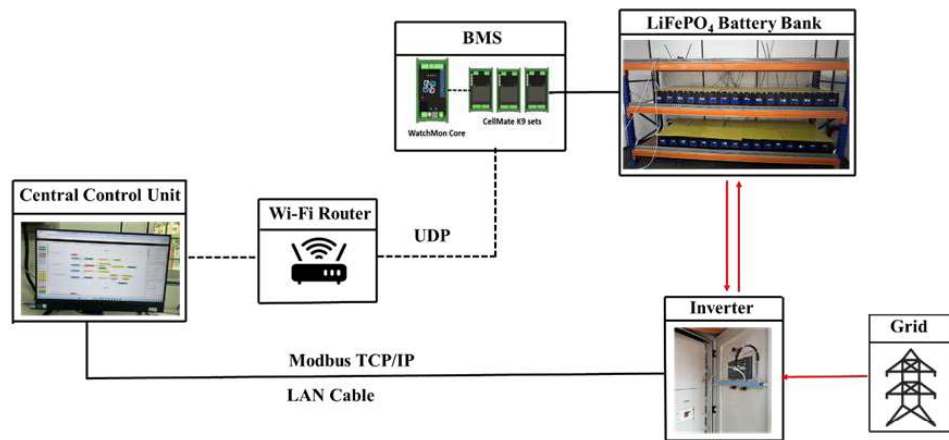 BMS
WatchMon Core
CellMate K9 sets
LiFePO₄ Battery Bank
Central Control Unit
Wi-Fi Router
UDP
Inverter
Grid
Modbus TCP/IP
LAN Cable